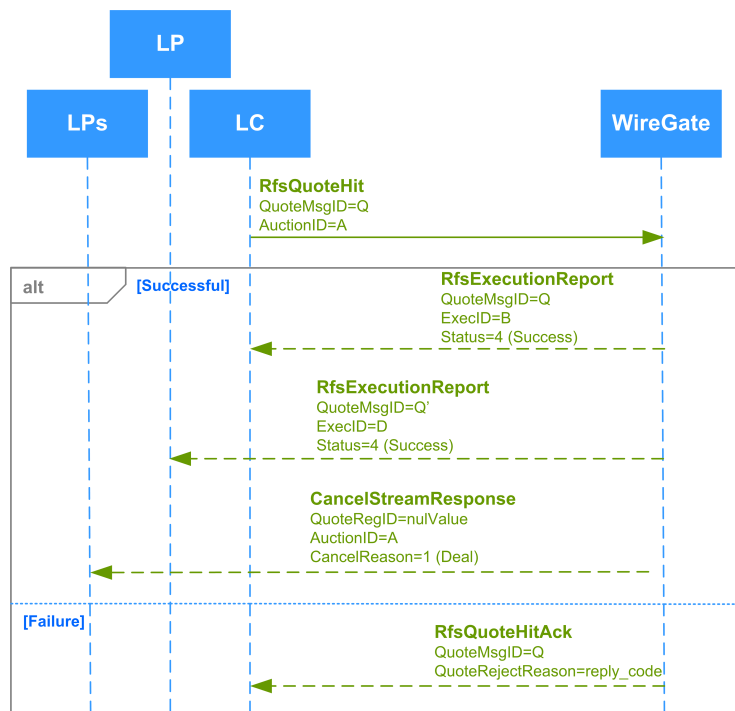 LP
LPs
LC
WireGate
RfsQuoteHit
QuoteMsgID=Q
AuctionID=A
alt
[Successful]
RfsExecutionReport
QuoteMsgID=Q
ExecID=B
Status=4 (Success)
RfsExecutionReport
QuoteMsgID=Q’
ExecID=D
Status=4 (Success)
CancelStreamResponse
QuoteRegID=nulValue
AuctionID=A
CancelReason=1 (Deal)
[Failure]
RfsQuoteHitAck
QuoteMsgID=Q
QuoteRejectReason=reply_code